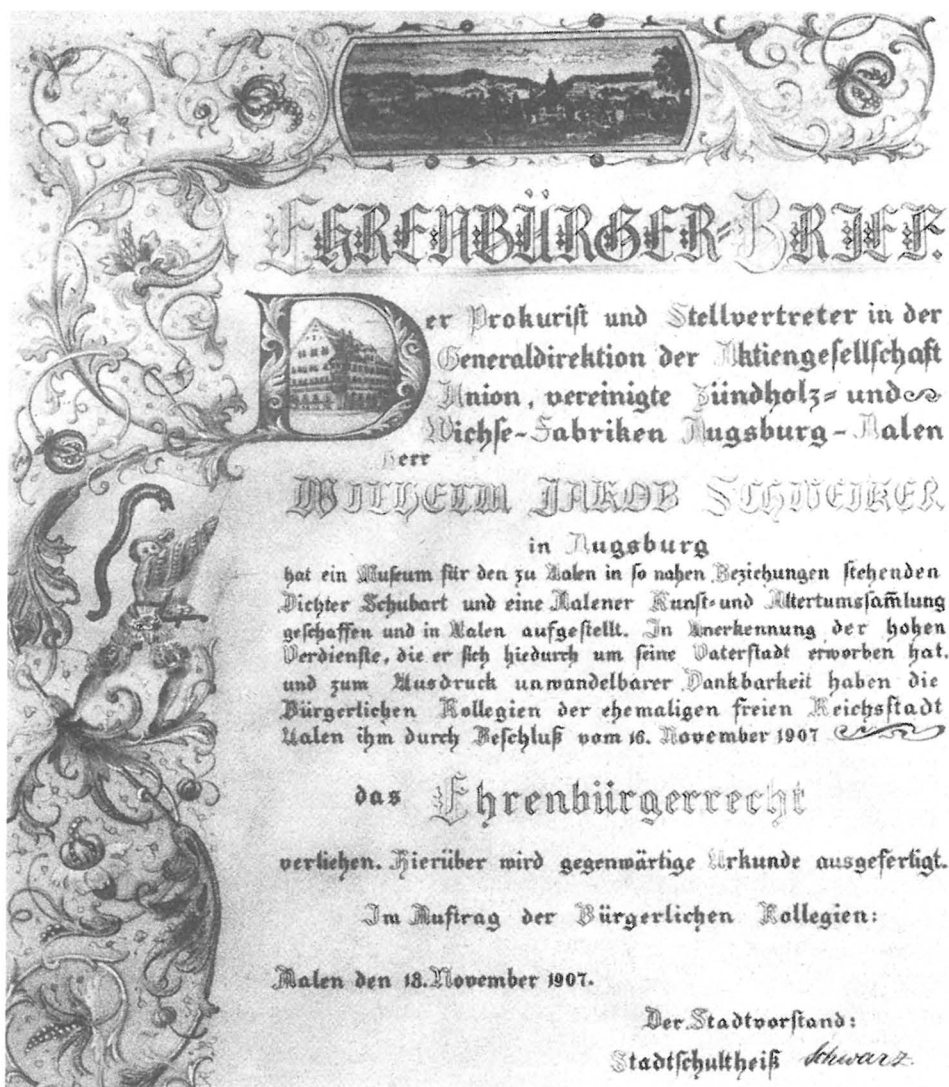 EHRENBÜRGER-BRIEF.
Der Prokurist und Stellvertreter in der
Generaldirektion der Aktiengesellschaft
Union, vereinigte Zündholz- und
Wichse-Fabriken Augsburg-Aalen
Herr
WILHELM JAKOB SCHWEIKER
in Augsburg
hat ein Museum für den zu Aalen in so nahen Beziehungen stehenden
Dichter Schubart und eine Aalener Kunst- und Altertumssam̄lung
geschaffen und in Aalen aufgestellt. In Anerkennung der hohen
Verdienste, die er sich hiedurch um seine Vaterstadt erworben hat.
und zum Ausdruck unwandelbarer Dankbarkeit haben die
Bürgerlichen Kollegien der ehemaligen freien Reichsstadt
Aalen ihm durch Beschluß vom 16. November 1907
das Ehrenbürgerrecht
verliehen. Hierüber wird gegenwärtige Urkunde ausgefertigt.
Im Auftrag der Bürgerlichen Kollegien:
Aalen den 18. November 1907.
Der Stadtvorstand:
Stadtschultheiß Schwarz.